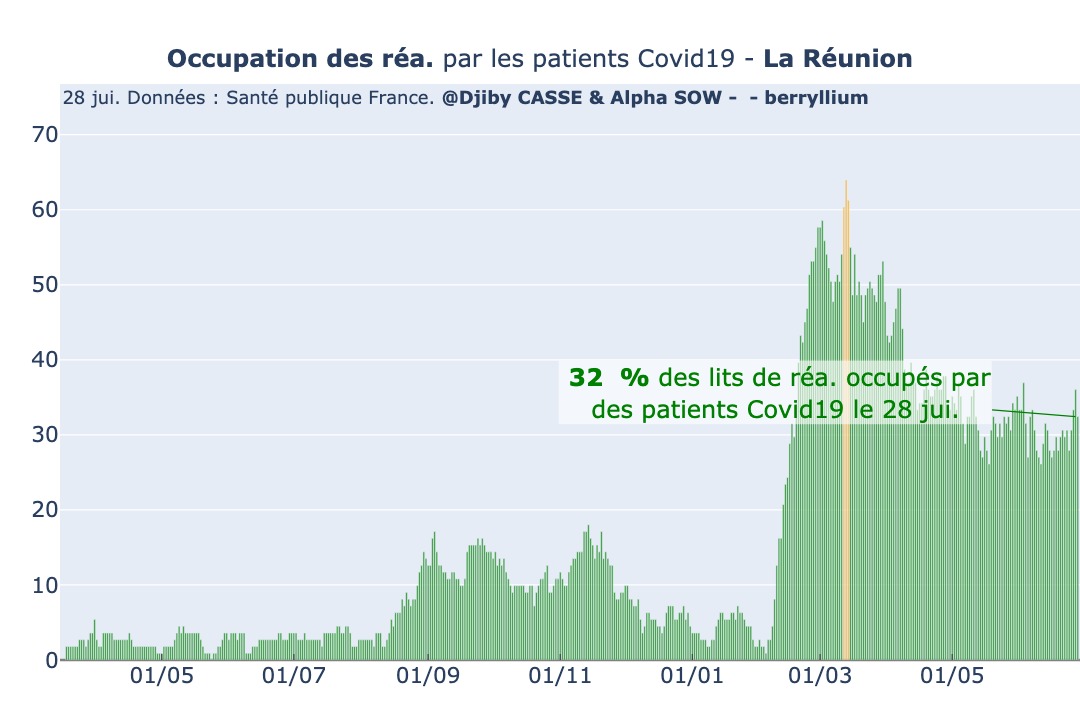 Occupation des réa. par les patients Covid19 - La Réunion
28 jui. Données : Santé publique France. @Djiby CASSE & Alpha SOW -  - berryllium
70
60
50
40
30
20
10
0
32  % des lits de réa. occupés par
des patients Covid19 le 28 jui.
01/05 01/07 01/09 01/11 01/01 01/03 01/05